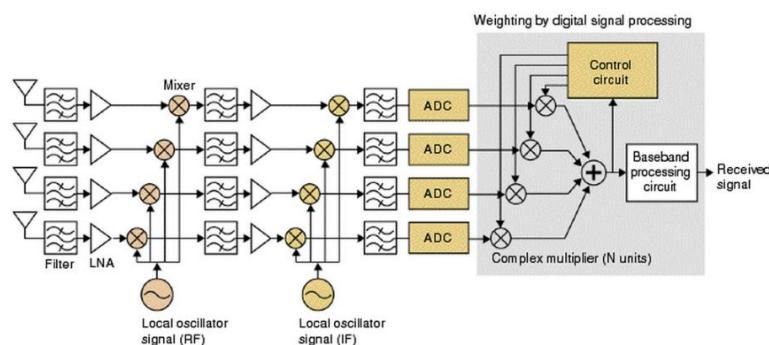 Weighting by digital signal processing
Mixer
Control
circuit
ADC
ADC
ADC
ADC
Baseband
processing
circuit
Received
signal
Filter
LNA
Complex multiplier (N units)
Local oscillator
signal (RF)
Local oscillator
signal (IF)